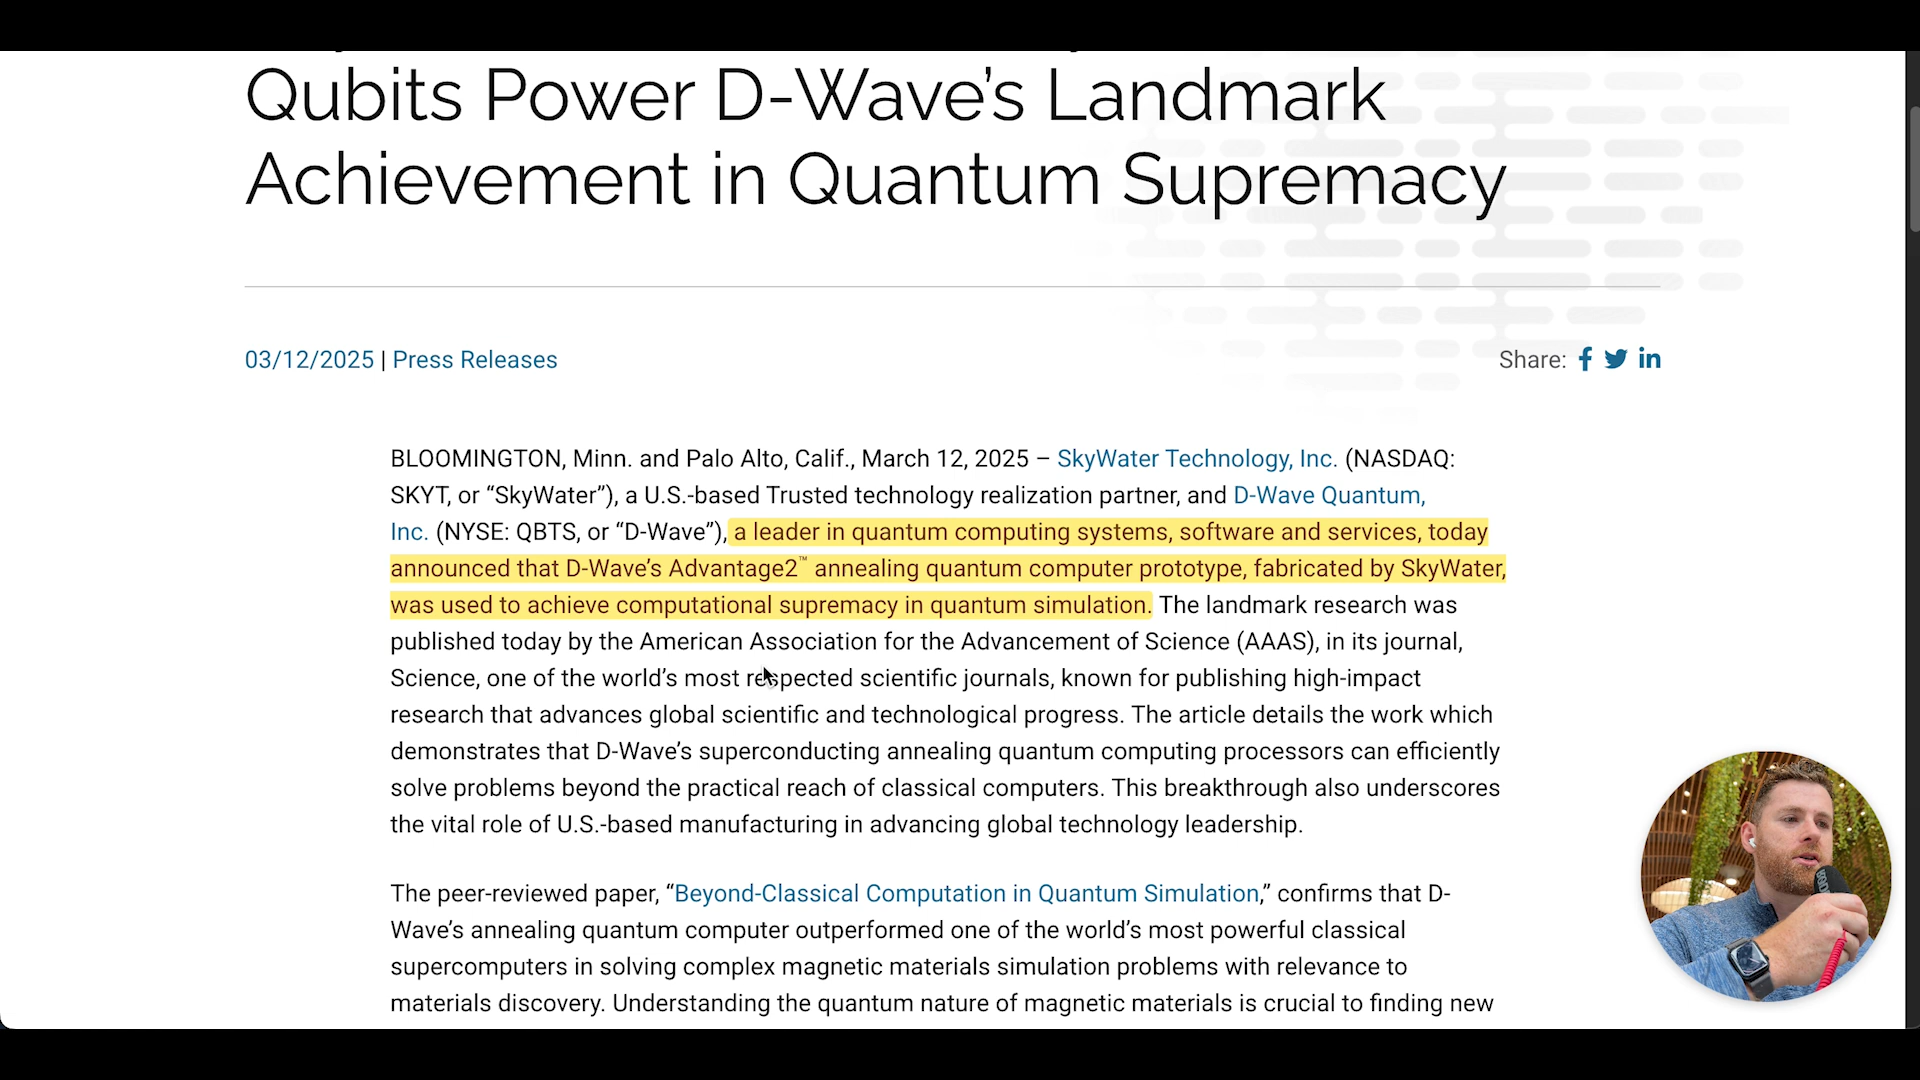 Qubits Power D-Wave’s Landmark
Achievement in Quantum Supremacy
03/12/2025 | Press Releases
Share:
BLOOMINGTON, Minn. and Palo Alto, Calif., March 12, 2025 – SkyWater Technology, Inc. (NASDAQ:
SKYT, or “SkyWater”), a U.S.-based Trusted technology realization partner, and D-Wave Quantum,
Inc. (NYSE: QBTS, or “D-Wave”), a leader in quantum computing systems, software and services, today
announced that D-Wave’s Advantage2™ annealing quantum computer prototype, fabricated by SkyWater,
was used to achieve computational supremacy in quantum simulation. The landmark research was
published today by the American Association for the Advancement of Science (AAAS), in its journal,
Science, one of the world’s most respected scientific journals, known for publishing high-impact
research that advances global scientific and technological progress. The article details the work which
demonstrates that D-Wave’s superconducting annealing quantum computing processors can efficiently
solve problems beyond the practical reach of classical computers. This breakthrough also underscores
the vital role of U.S.-based manufacturing in advancing global technology leadership.
The peer-reviewed paper, “Beyond-Classical Computation in Quantum Simulation,” confirms that D-
Wave’s annealing quantum computer outperformed one of the world’s most powerful classical
supercomputers in solving complex magnetic materials simulation problems with relevance to
materials discovery. Understanding the quantum nature of magnetic materials is crucial to finding new